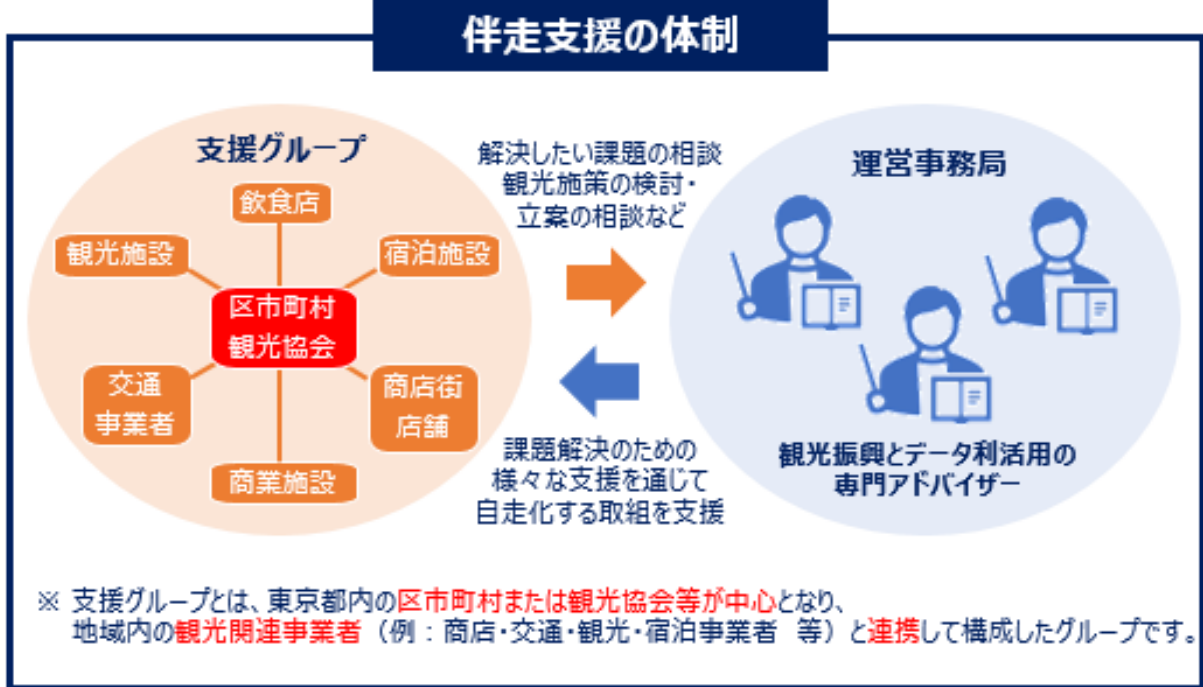 伴走支援の体制
支援グループ
飲食店
観光施設
宿泊施設
区市町村
観光協会
交通
事業者
商店街
店舗
商業施設
解決したい課題の相談
観光施策の検討・
立案の相談など
課題解決のための
様々な支援を通じて
自走化する取組を支援
運営事務局
観光振興とデータ利活用の
専門アドバイザー
※ 支援グループとは、東京都内の区市町村または観光協会等が中心となり、
地域内の観光関連事業者（例：商店・交通・観光・宿泊事業者 等）と連携して構成したグループです。